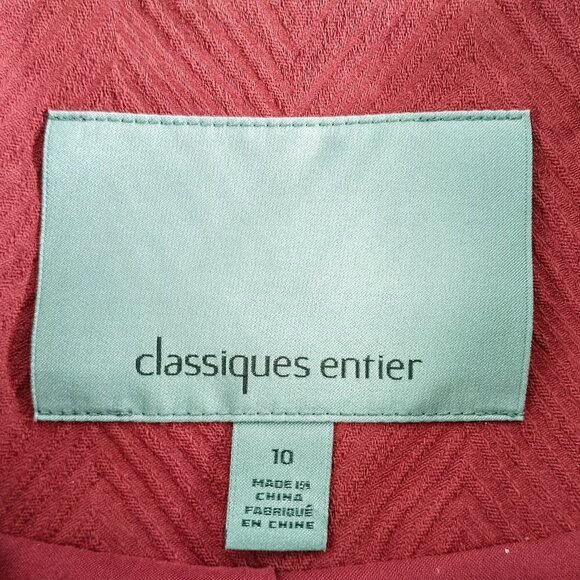 classiques entier
10
MADE IN
CHINA
FABRIQUÉ
EN CHINE